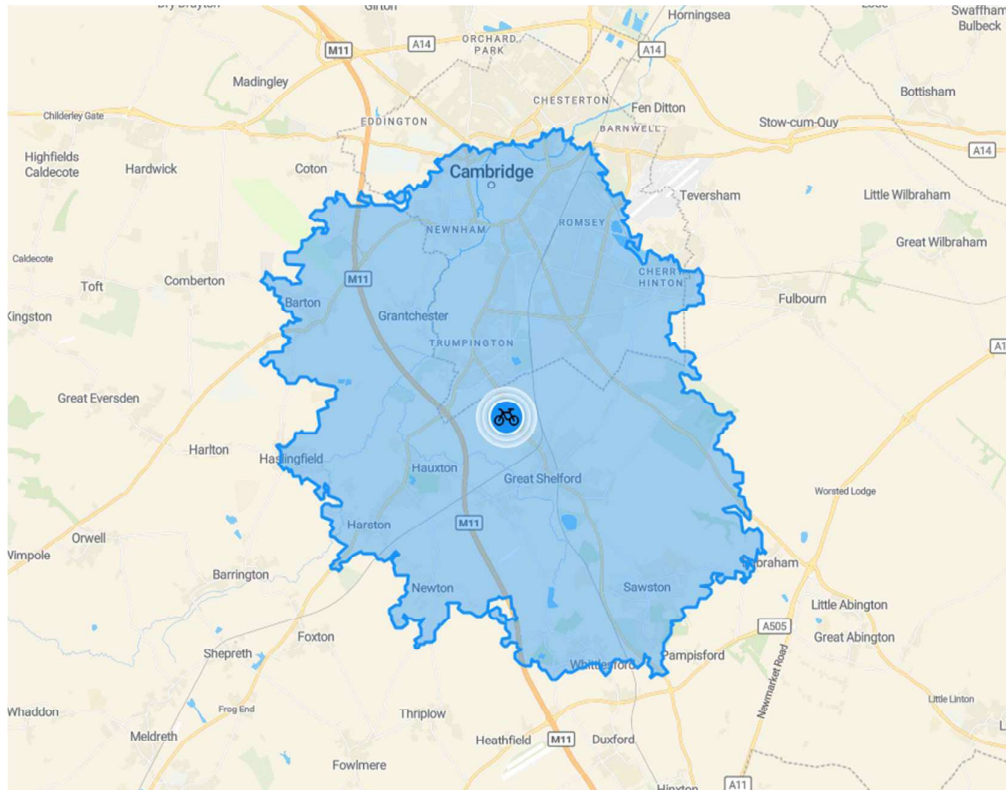 Dry Drayton
Girton
Lode
Swaffham
Bulbeck
Horningsea
ORCHARD
PARK
M11
A14
A14
Madingley
CHESTERTON
Bottisham
Childerley Gate
EDDINGTON
Fen Ditton
BARNWELL
Stow-cum-Quy
A14
Highfields
Caldecote
Hardwick
Coton
Cambridge
Teversham
Little Wilbraham
NEWNHAM
ROMSEY
Great Wilbraham
Caldecote
Toft
Comberton
M11
CHERRY
HINTON
Fulbourn
Barton
Kingston
Grantchester
TRUMPINGTON
Great Eversden
Harlton
Haslingfield
Hauxton
Great Shelford
Worsted Lodge
Harston
M11
Orwell
Wimpole
Barrington
Newton
Sawston
Little Abington
A505
Great Abington
Foxton
Shepreth
Whittlesford
Pampisford
Newmarket Road
Little Linton
Whaddon
Frog End
Thriplow
Meldreth
Heathfield
M11
Duxford
Fowlmere
A11
Hinxton